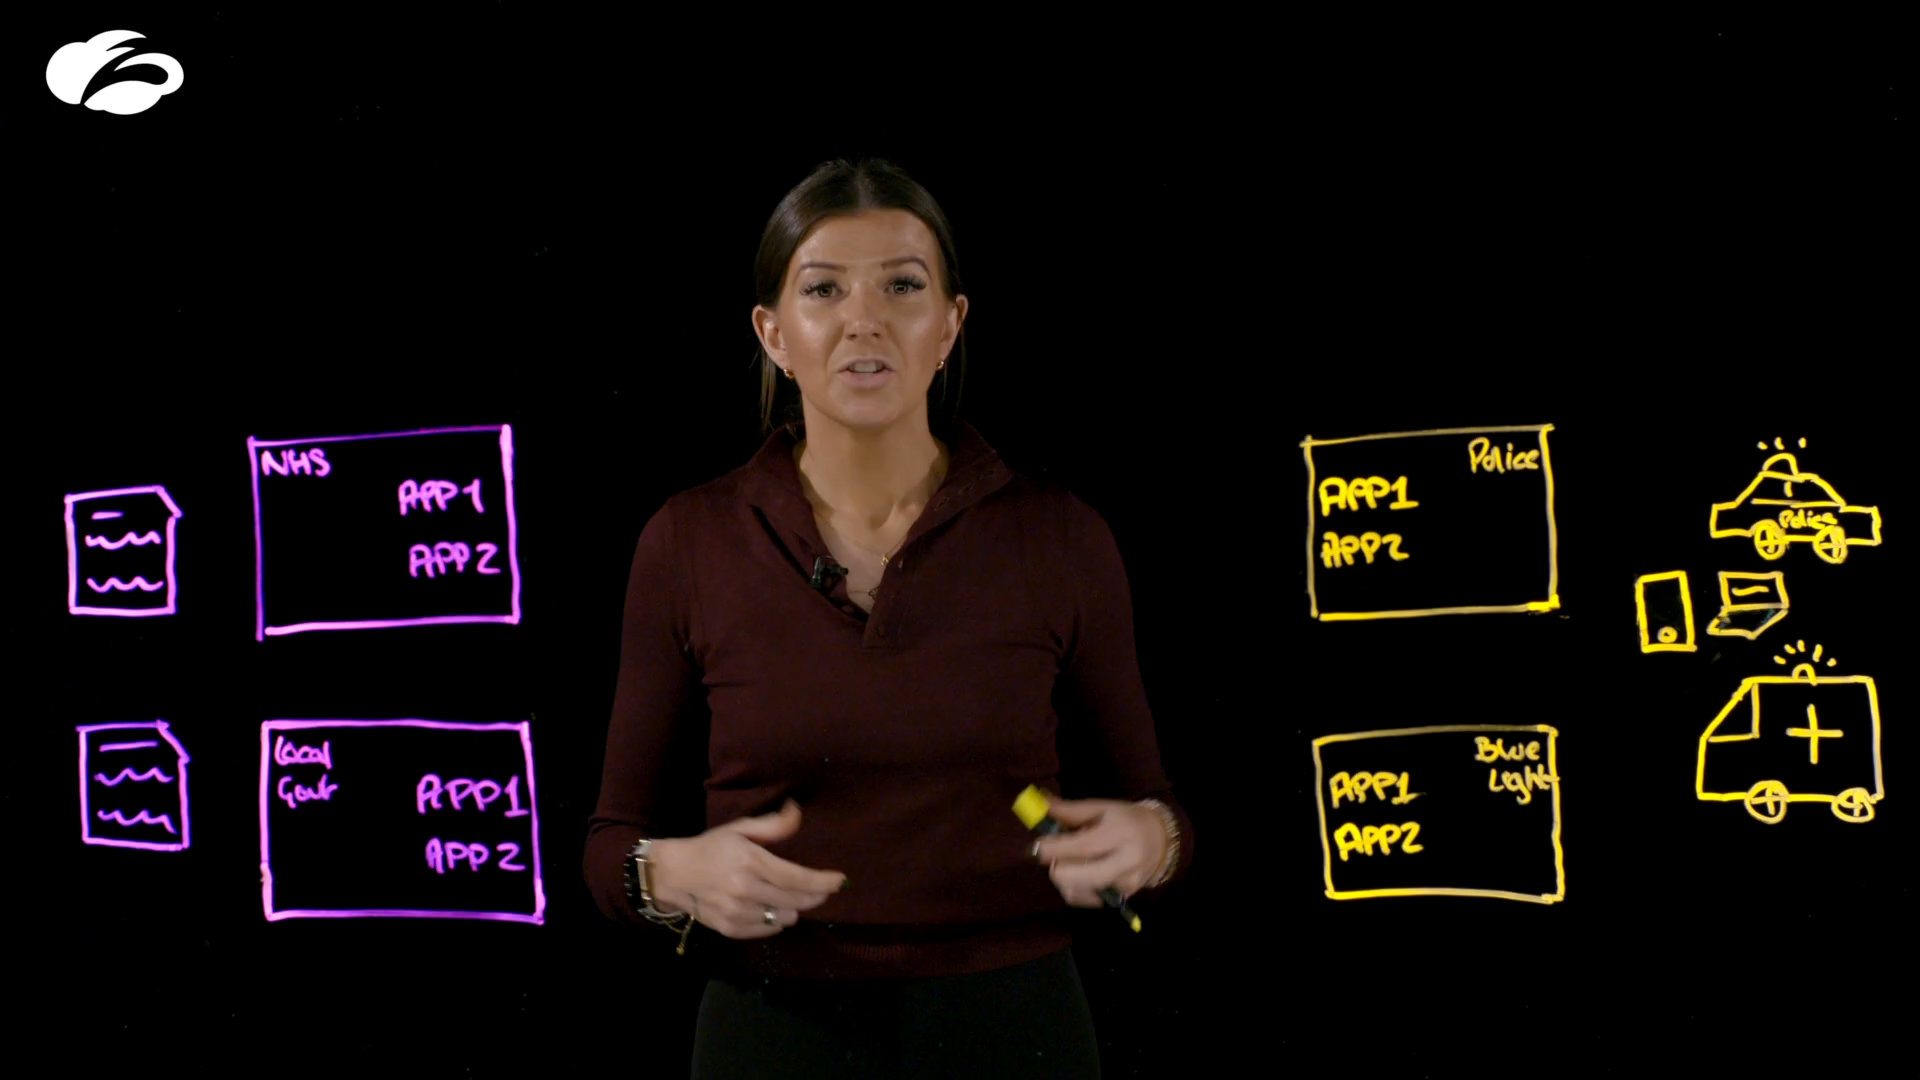 NHS
APP1
APP2
Local
Govt
APP1
APP2
Police
APP1
APP2
Police
Blue
Light
APP1
APP2